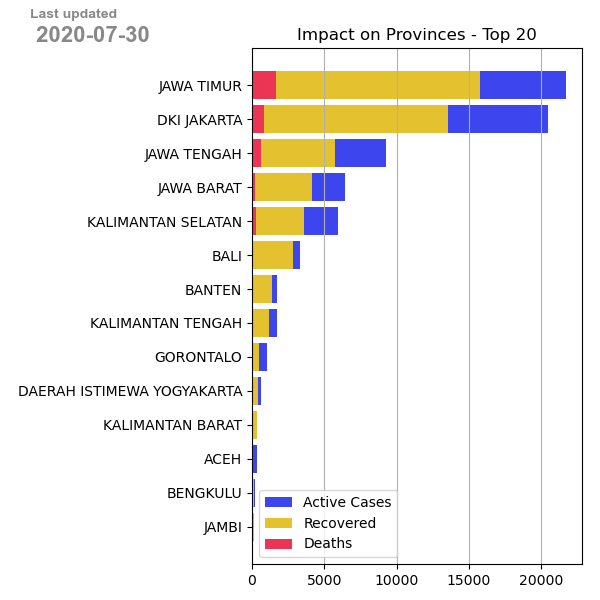 Last updated
2020-07-30
Impact on Provinces - Top 20
JAWA TIMUR
DKI JAKARTA
JAWA TENGAH
JAWA BARAT
KALIMANTAN SELATAN
BALI
BANTEN
KALIMANTAN TENGAH
GORONTALO
DAERAH ISTIMEWA YOGYAKARTA
KALIMANTAN BARAT
ACEH
BENGKULU
JAMBI
Active Cases
Recovered
Deaths
0 5000 10000 15000 20000